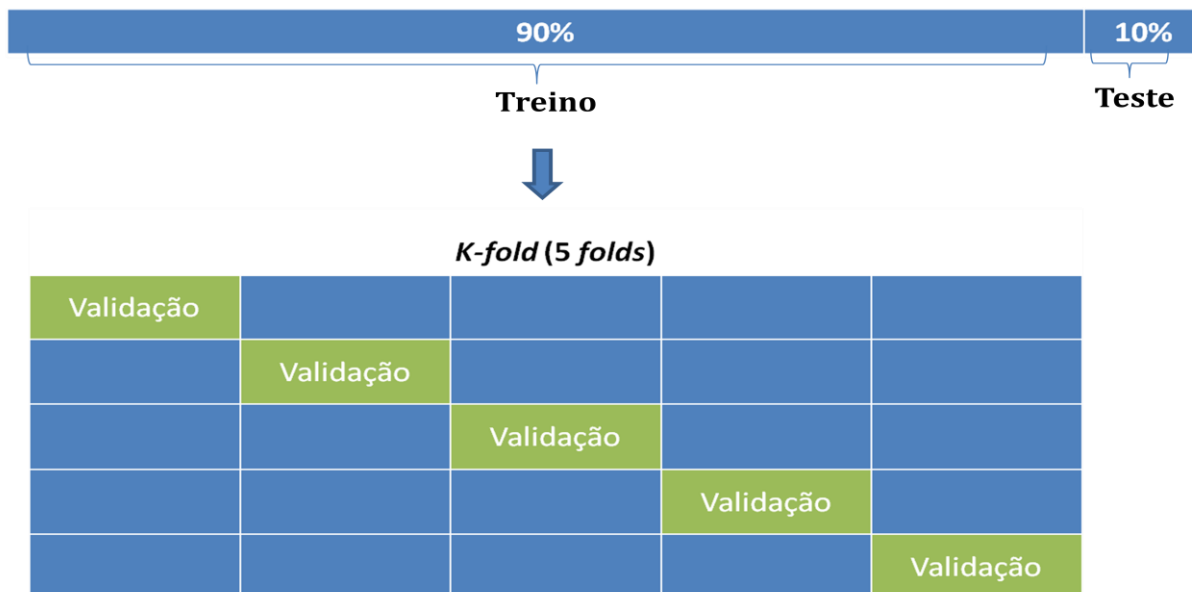 90% 10%
Treino Teste
K-fold (5 folds)
Validação
Validação
Validação
Validação
Validação